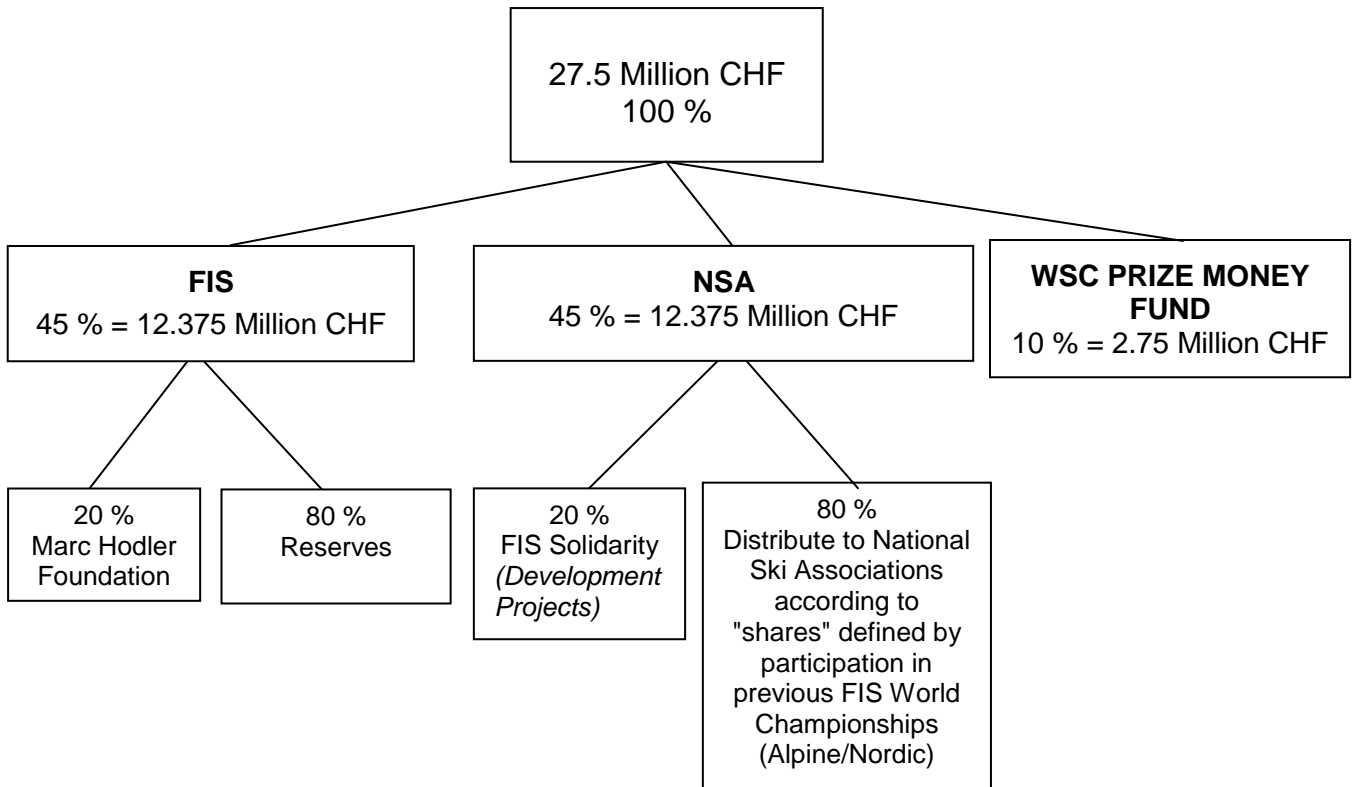 27.5 Million CHF
100 %
FIS
45 % = 12.375 Million CHF
NSA
45 % = 12.375 Million CHF
WSC PRIZE MONEY
FUND
10 % = 2.75 Million CHF
20 %
Marc Hodler
Foundation
80 %
Reserves
20 %
FIS Solidarity
(Development
Projects)
80 %
Distribute to National
Ski Associations
according to
"shares" defined by
participation in
previous FIS World
Championships
(Alpine/Nordic)